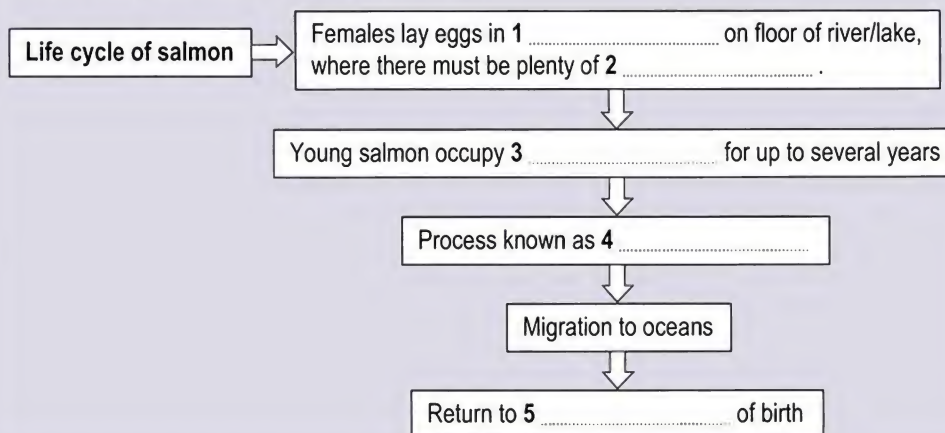 Life cycle of salmon
Females lay eggs in 1 .............................. on floor of river/lake,
where there must be plenty of 2 .............................. .
Young salmon occupy 3 .............................. for up to several years
Process known as 4 ..............................
Migration to oceans
Return to 5 .............................. of birth